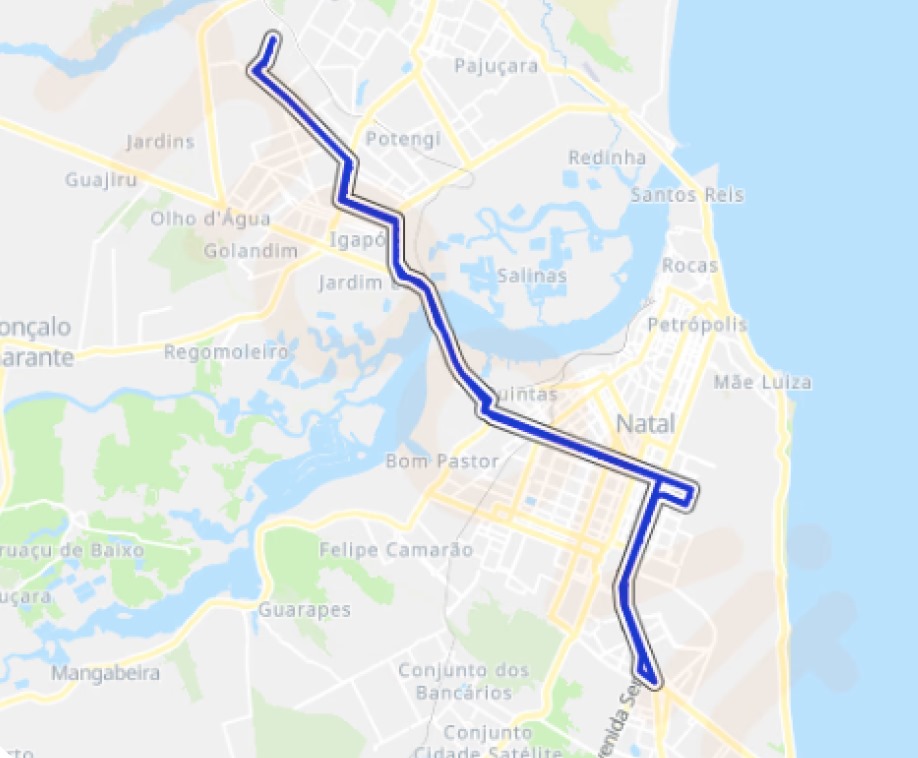 Pajuçara
Potengi
Jardins
Redinha
Guajiru
Santos Reis
Olho d'Água
Igapó
Golandim
Rocas
Salinas
Jardim
onçalo
arante
Petrópolis
Regomoleiro
Mãe Luiza
uintas
Natal
Bom Pastor
ruaçu de Baixo
Felipe Camarão
uçara
Guarapes
Mangabeira
Conjunto dos
Bancários
venida Se
Conjunto
Cidade Satélite